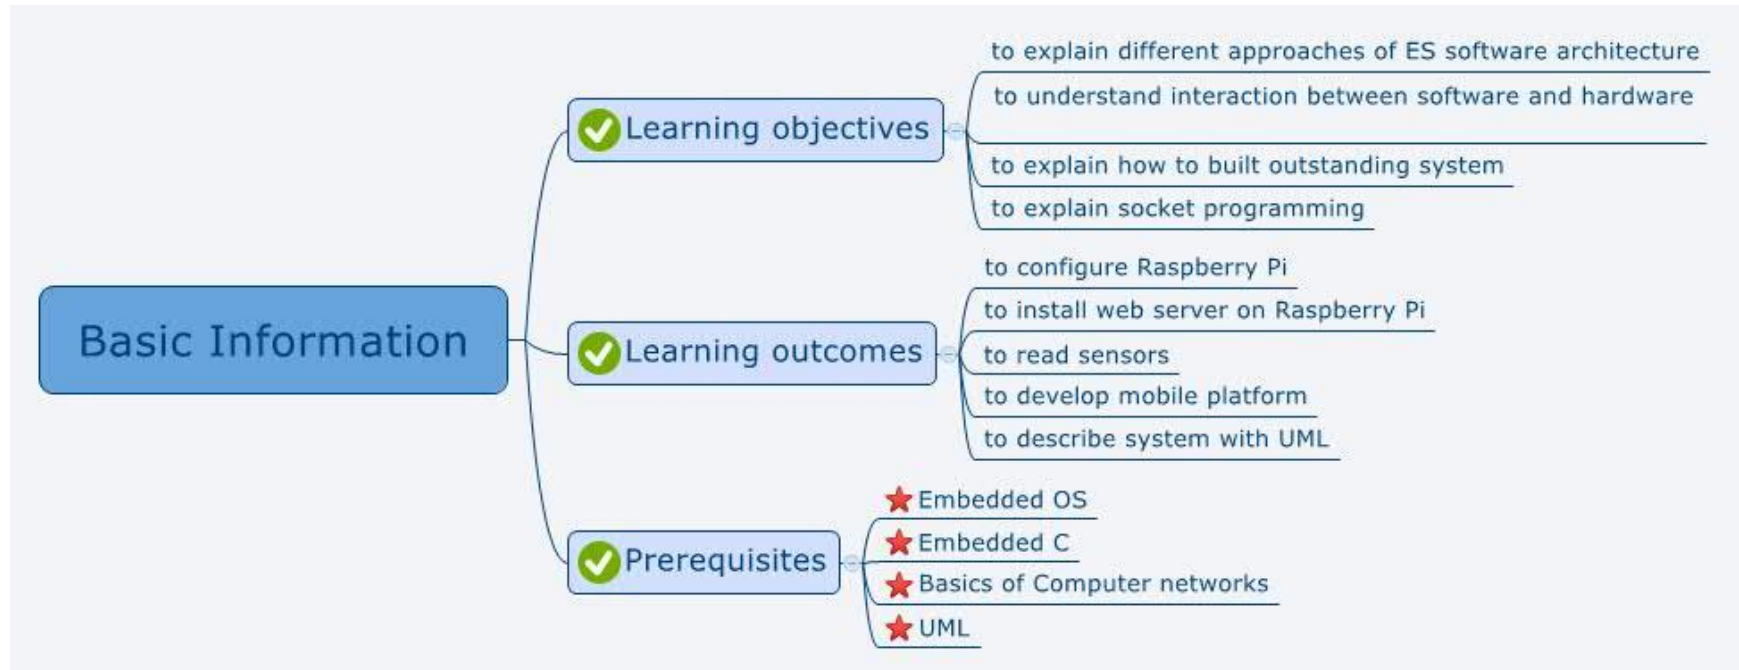 Basic Information
Learning objectives
to explain different approaches of ES software architecture
to understand interaction between software and hardware
to explain how to built outstanding system
to explain socket programming
Learning outcomes
to configure Raspberry Pi
to install web server on Raspberry Pi
to read sensors
to develop mobile platform
to describe system with UML
Prerequisites
Embedded OS
Embedded C
Basics of Computer networks
UML